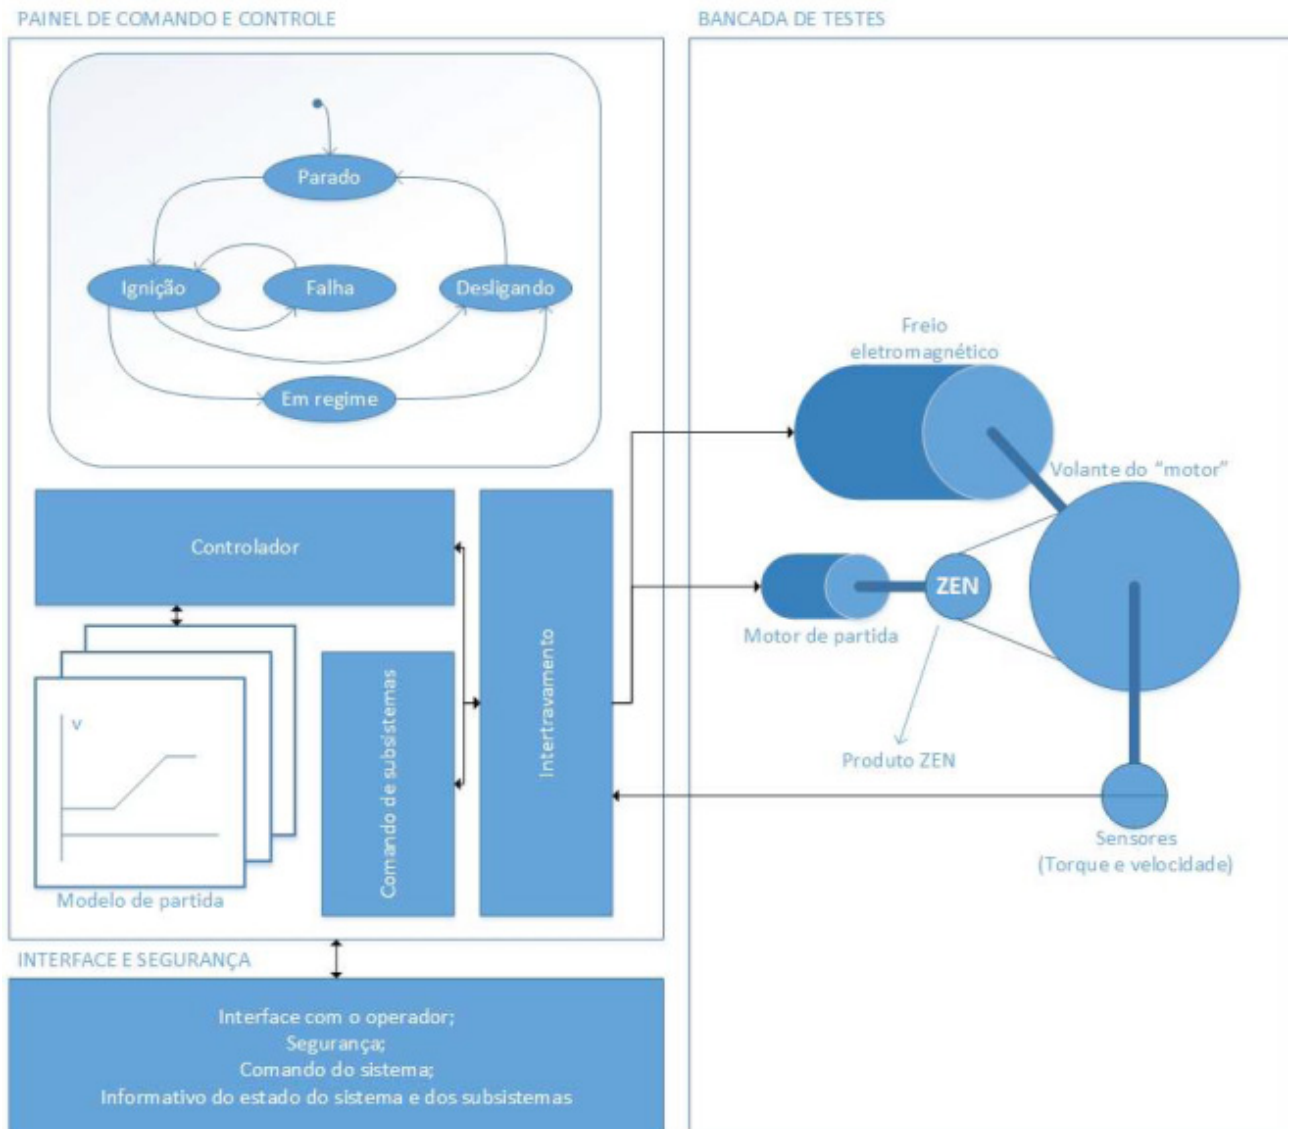 PAINEL DE COMANDO E CONTROLE
BANCADA DE TESTES
Parado
Ignição
Falha
Desligando
Em regime
Controlador
v
Modelo de partida
Comando de subsistemas
Intertravamento
Freio
eletromagnético
Volante do “motor”
Motor de partida
ZEN
Produto ZEN
Sensores
(Torque e velocidade)
INTERFACE E SEGURANÇA
Interface com o operador;
Segurança;
Comando do sistema;
Informativo do estado do sistema e dos subsistemas